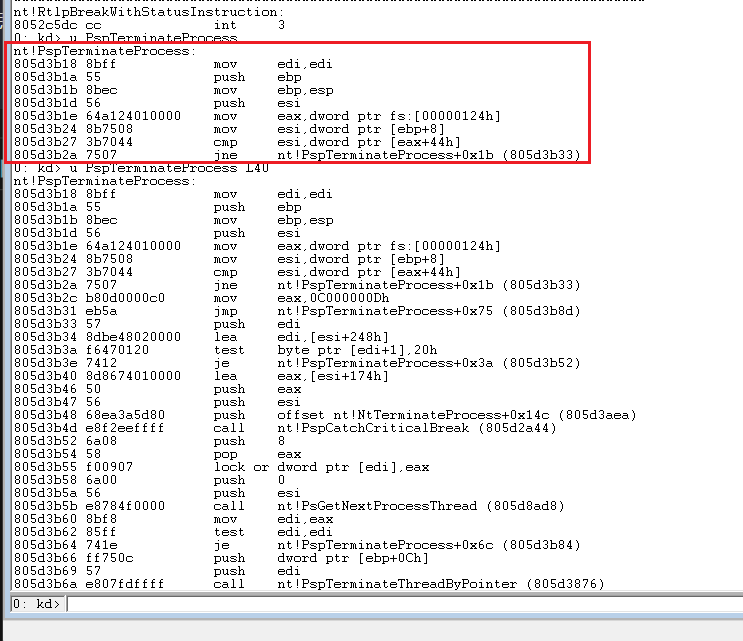 nt!RtlpBreakWithStatusInstruction:
8052c5dc cc int 3
0: kd> u PspTerminateProcess
nt!PspTerminateProcess:
805d3b18 8bff mov edi,edi
805d3b1a 55 push ebp
805d3b1b 8bec mov ebp,esp
805d3b1d 56 push esi
805d3b1e 64a124010000 mov eax,dword ptr fs:[00000124h]
805d3b24 8b7508 mov esi,dword ptr [ebp+8]
805d3b27 3b7044 cmp esi,dword ptr [eax+44h]
805d3b2a 7507 jne nt!PspTerminateProcess+0x1b (805d3b33)
0: kd> u PspTerminateProcess L40
nt!PspTerminateProcess:
805d3b18 8bff mov edi,edi
805d3b1a 55 push ebp
805d3b1b 8bec mov ebp,esp
805d3b1d 56 push esi
805d3b1e 64a124010000 mov eax,dword ptr fs:[00000124h]
805d3b24 8b7508 mov esi,dword ptr [ebp+8]
805d3b27 3b7044 cmp esi,dword ptr [eax+44h]
805d3b2a 7507 jne nt!PspTerminateProcess+0x1b (805d3b33)
805d3b2c b80d0000c0 mov eax,0C000000Dh
805d3b31 eb5a jmp nt!PspTerminateProcess+0x75 (805d3b8d)
805d3b33 57 push edi
805d3b34 8dbe48020000 lea edi,[esi+248h]
805d3b3a f6470120 test byte ptr [edi+1],20h
805d3b3e 7412 je nt!PspTerminateProcess+0x3a (805d3b52)
805d3b40 8d8674010000 lea eax,[esi+174h]
805d3b46 50 push eax
805d3b47 56 push esi
805d3b48 68ea3a5d80 push offset nt!NtTerminateProcess+0x14c (805d3aea)
805d3b4d e8f2eeffff call nt!PspCatchCriticalBreak (805d2a44)
805d3b52 6a08 push 8
805d3b54 58 pop eax
805d3b55 f00907 lock or dword ptr [edi],eax
805d3b58 6a00 push 0
805d3b5a 56 push esi
805d3b5b e8784f0000 call nt!PsGetNextProcessThread (805d8ad8)
805d3b60 8bf8 mov edi,eax
805d3b62 85ff test edi,edi
805d3b64 741e je nt!PspTerminateProcess+0x6c (805d3b84)
805d3b66 ff750c push dword ptr [ebp+0Ch]
805d3b69 57 push edi
805d3b6a e807fdffff call nt!PspTerminateThreadByPointer (805d3876)
0: kd>